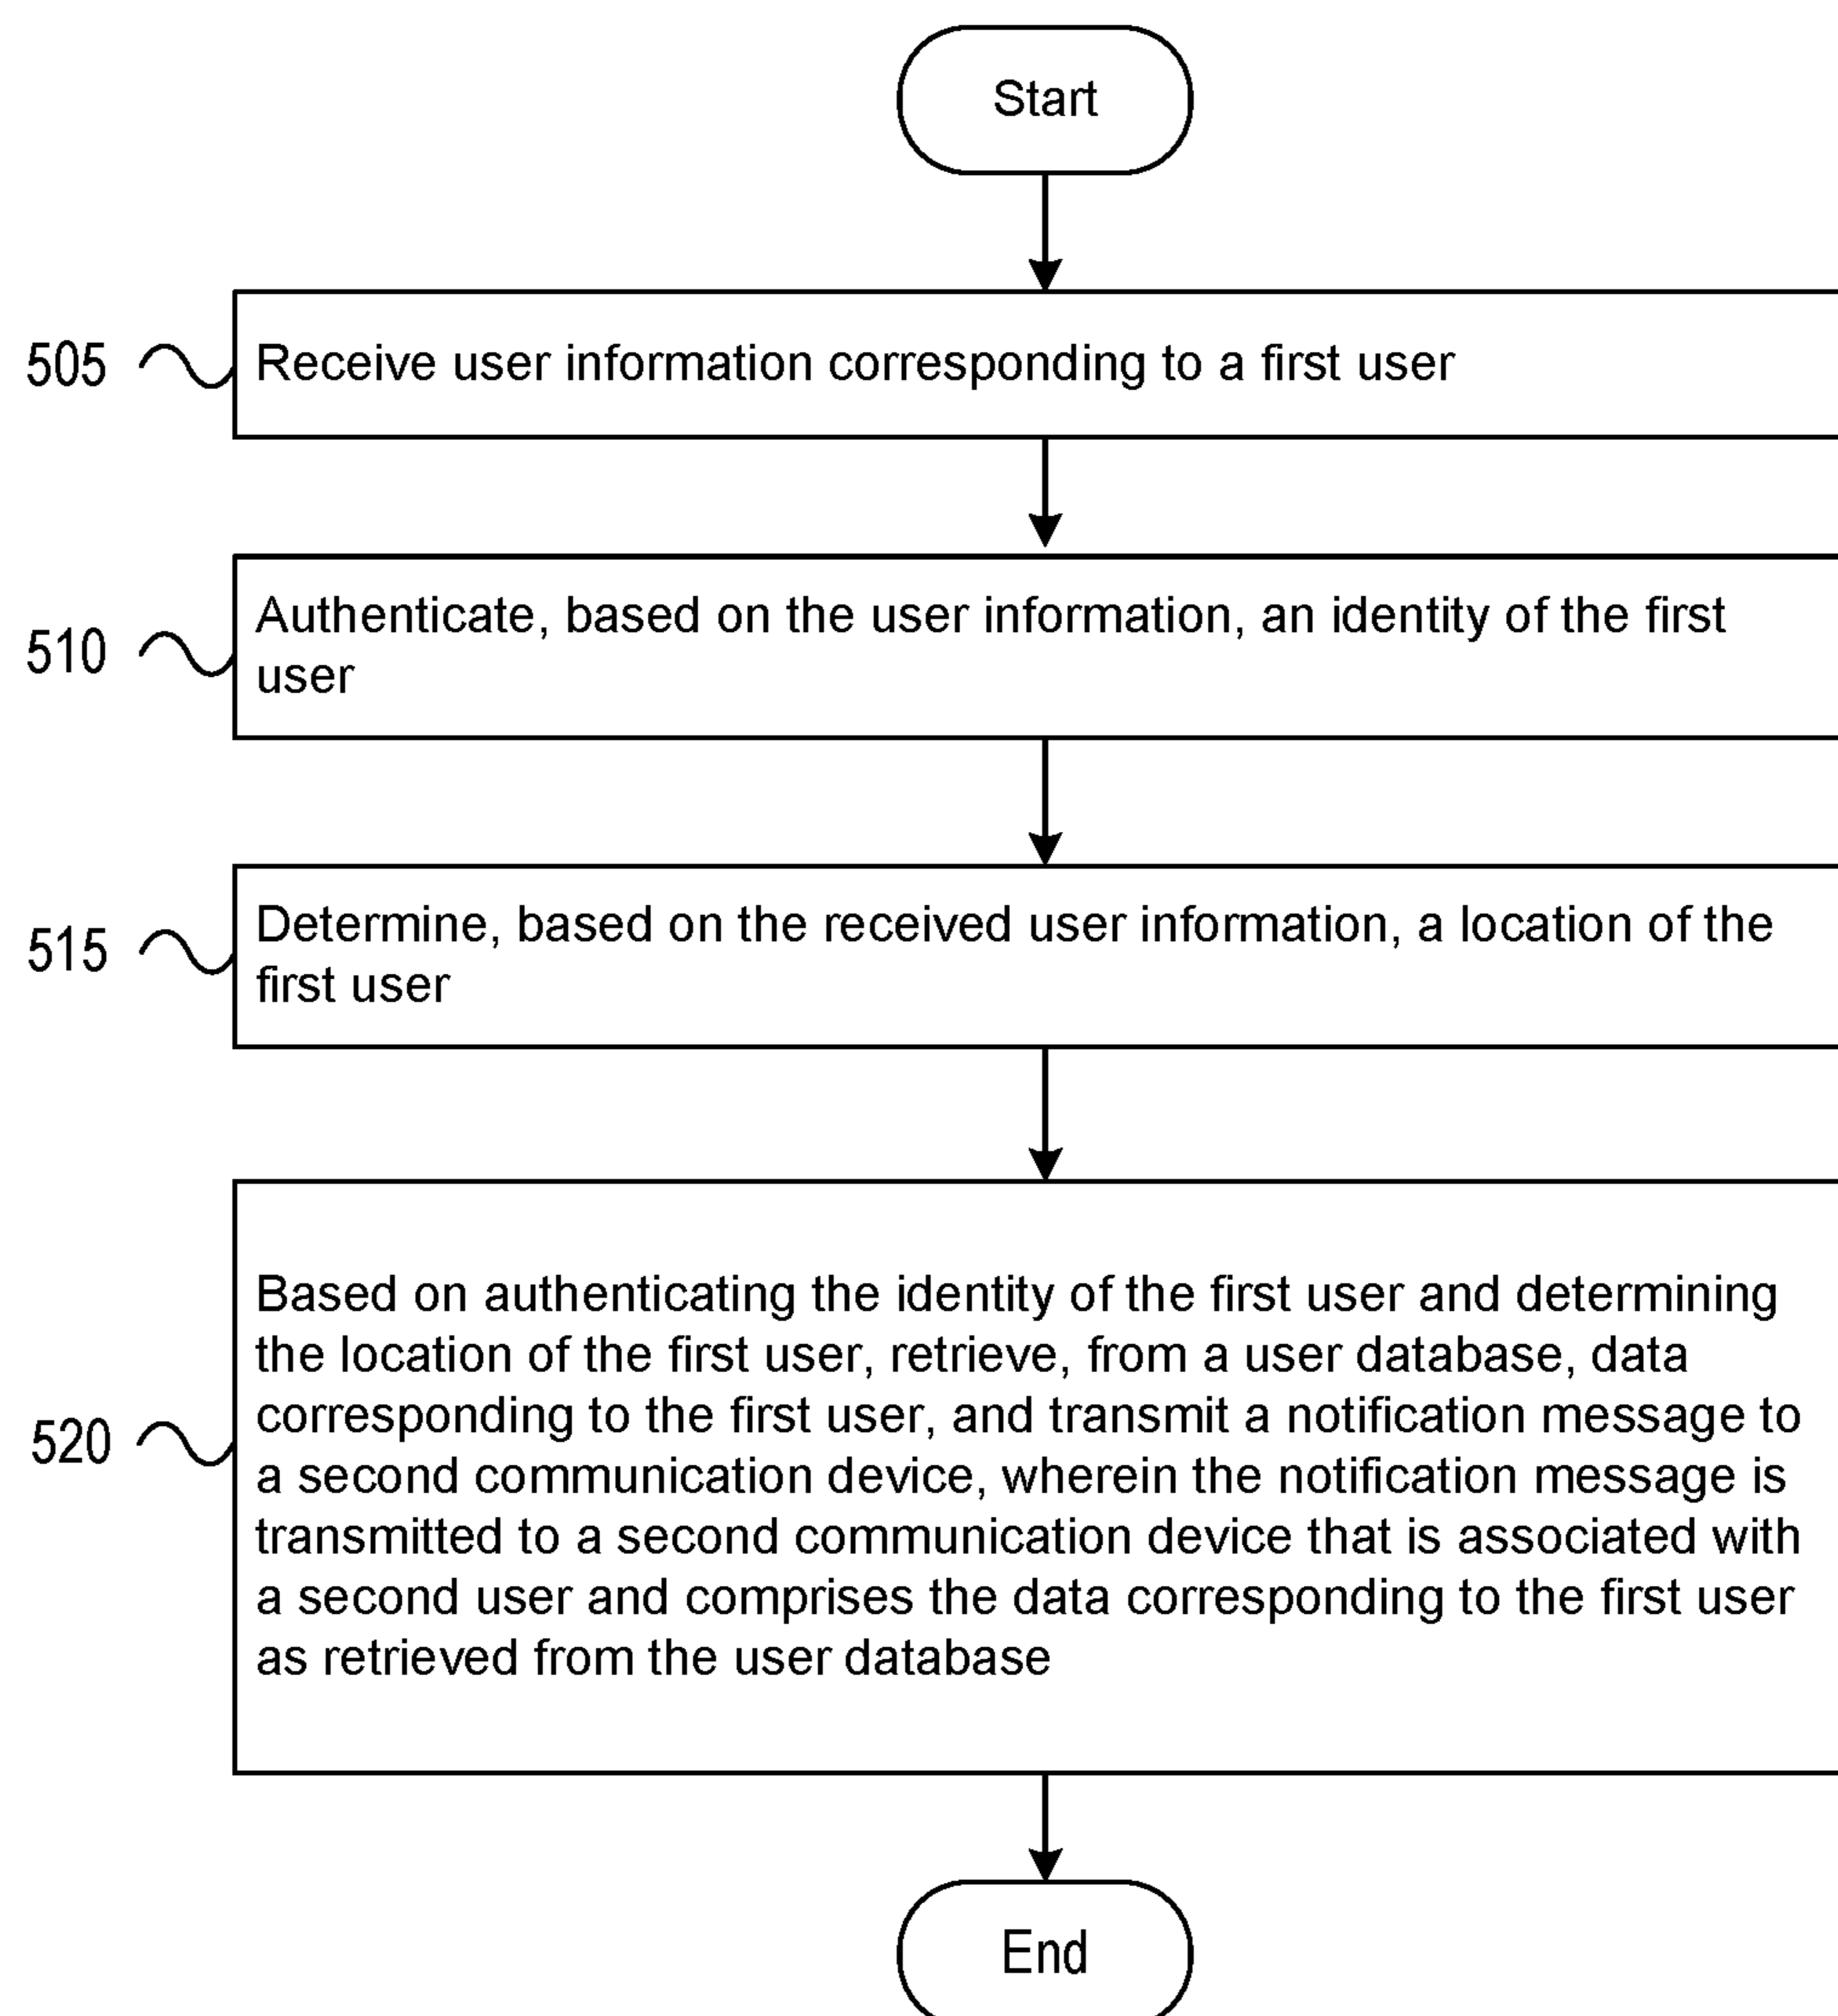 Start
505
Receive user information corresponding to a first user
510
Authenticate, based on the user information, an identity of the first
user
515
Determine, based on the received user information, a location of the
first user
520
Based on authenticating the identity of the first user and determining
the location of the first user, retrieve, from a user database, data
corresponding to the first user, and transmit a notification message to
a second communication device, wherein the notification message is
transmitted to a second communication device that is associated with
a second user and comprises the data corresponding to the first user
as retrieved from the user database
End